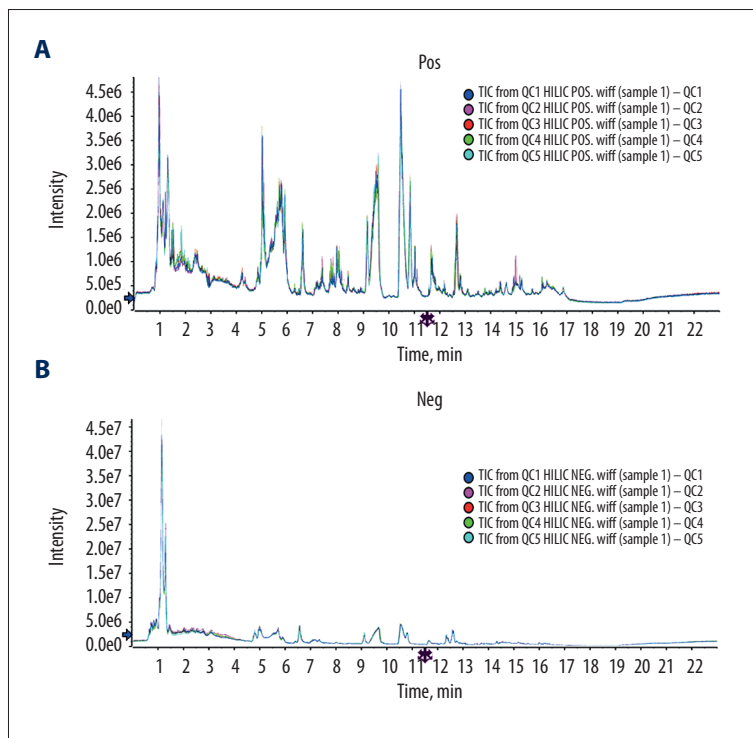 A
Pos
TIC from QC1 HILIC POS. wiff (sample 1) – QC1
TIC from QC2 HILIC POS. wiff (sample 1) – QC2
TIC from QC3 HILIC POS. wiff (sample 1) – QC3
TIC from QC4 HILIC POS. wiff (sample 1) – QC4
TIC from QC5 HILIC POS. wiff (sample 1) – QC5
Intensity
4.5e6
4.0e6
3.5e6
3.0e6
2.5e6
2.0e6
1.5e6
1.0e6
5.0e5
0.0e0
1 2 3 4 5 6 7 8 9 10 11 12 13 14 15 16 17 18 19 20 21 22
Time, min
B
Neg
TIC from QC1 HILIC NEG. wiff (sample 1) – QC1
TIC from QC2 HILIC NEG. wiff (sample 1) – QC2
TIC from QC3 HILIC NEG. wiff (sample 1) – QC3
TIC from QC4 HILIC NEG. wiff (sample 1) – QC4
TIC from QC5 HILIC NEG. wiff (sample 1) – QC5
Intensity
4.5e7
4.0e7
3.5e7
3.0e7
2.5e7
2.0e7
1.5e7
1.0e7
5.0e6
0.0e0
1 2 3 4 5 6 7 8 9 10 11 12 13 14 15 16 17 18 19 20 21 22
Time, min